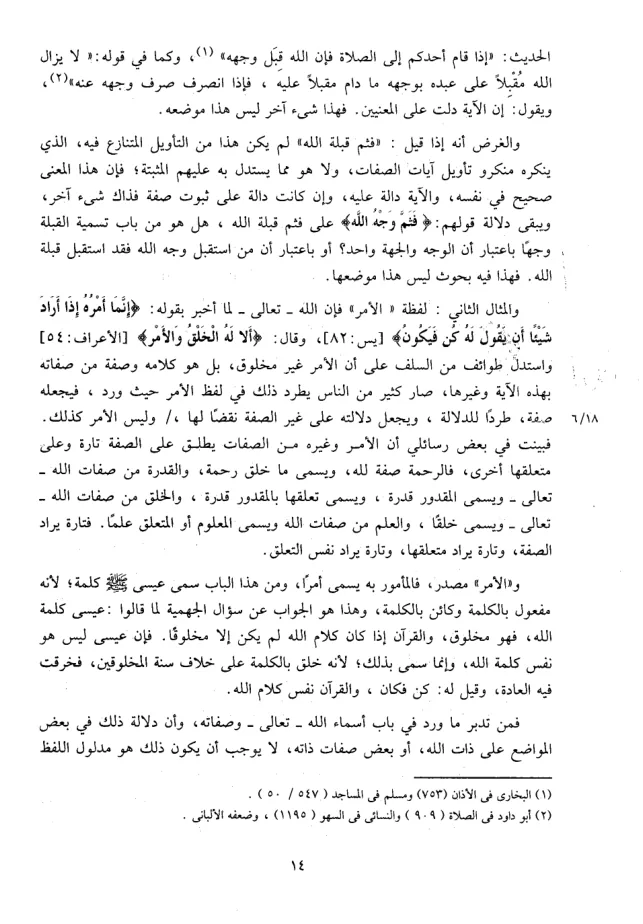 الحديث: «إذا قام أحدكم إلى الصلاة فإن الله قِبَل وجهه» (١)، وكما في قوله: « لا يزال
الله مُقْبِلاً على عبده بوجهه ما دام مقبلاً عليه ، فإذا انصرف صرف وجهه عنه»(٢)،
ويقول: إن الآية دلت على المعنيين. فهذا شىء آخر ليس هذا موضعه.
والغرض أنه إذا قيل : «فثم قبلة الله» لم يكن هذا من التأويل المتنازع فيه، الذي
ينكره منكرو تأويل آيات الصفات، ولا هو مما يستدل به عليهم المثبتة؛ فإن هذا المعنى
صحيح في نفسه، والآية دالة عليه، وإن كانت دالة على ثبوت صفة فذاك شىء آخر،
ويبقى دلالة قولهم: ﴿ فَثَمَّ وَجْهُ اللَّه﴾ على فثم قبلة الله ، هل هو من باب تسمية القبلة
وجهًا باعتبار أن الوجه والجهة واحد؟ أو باعتبار أن من استقبل وجه الله فقد استقبل قبلة
الله. فهذا فيه بحوث ليس هذا موضعها.
والمثال الثاني : لفظة « الأمر» فإن الله ـ تعالى ـ لما أخبر بقوله: ﴿إِنَّمَا أَمْرُهُ إِذَا أَرَادَ
شَيْئًا أَن يَقُولَ لَهُ كُن فَيَكُونُ﴾ [يس:٨٢]، وقال: ﴿أَلا لَهُ الْخَلْقُ وَالأَمْر﴾ [الأعراف:٥٤]
واستدل طوائف من السلف على أن الأمر غير مخلوق، بل هو كلامه وصفة من صفاته
بهذه الآية وغيرها، صار كثير من الناس يطرد ذلك في لفظ الأمر حيث ورد ، فيجعله
صفة، طردًا للدلالة ، ويجعل دلالته على غير الصفة نقضًا لها ،/ وليس الأمر كذلك. ٦/١٨
فبينت في بعض رسائلي أن الأمر وغيره من الصفات يطلق على الصفة تارة وعلى
متعلقها أخرى، فالرحمة صفة لله، ويسمى ما خلق رحمة، والقدرة من صفات الله ـ
تعالى ـ ويسمى المقدور قدرة ، ويسمى تعلقها بالمقدور قدرة ، والخلق من صفات الله ـ
تعالى ـ ويسمى خلقًا ، والعلم من صفات الله ويسمى المعلوم أو المتعلق علمًا. فتارة يراد
الصفة، وتارة يراد متعلقها، وتارة يراد نفس التعلق.
و«الأمر» مصدر، فالمأمور به يسمى أمرًا، ومن هذا الباب سمى عيسى ﷺ كلمة؛ لأنه
مفعول بالكلمة وكائن بالكلمة، وهذا هو الجواب عن سؤال الجهمية لما قالوا :عيسى كلمة
الله، فهو مخلوق، والقرآن إذا كان كلام الله لم يكن إلا مخلوقًا. فإن عيسى ليس هو
نفس كلمة الله، وإنما سمى بذلك؛ لأنه خلق بالكلمة على خلاف سنة المخلوقين، فخرقت
فيه العادة، وقيل له: كن فكان ، والقرآن نفس كلام الله.
فمن تدبر ما ورد في باب أسماء الله ـ تعالى ـ وصفاته، وأن دلالة ذلك في بعض
المواضع على ذات الله، أو بعض صفات ذاته، لا يوجب أن يكون ذلك هو مدلول اللفظ
(١) البخارى فى الأذان (٧٥٣) ومسلم فى المساجد ( ٥٤٧ / ٥٠ ) .
(٢) أبو داود فى الصلاة ( ٩٠٩ ) والنسائى فى السهو ( ١١٩٥ ) ، وضعفه الألبانى .
١٤